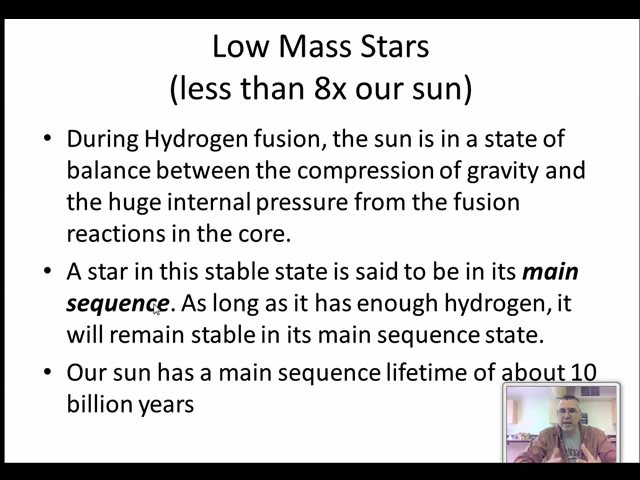 Low Mass Stars
(less than 8x our sun)
• During Hydrogen fusion, the sun is in a state of
balance between the compression of gravity and
the huge internal pressure from the fusion
reactions in the core.
• A star in this stable state is said to be in its main
sequence. As long as it has enough hydrogen, it
will remain stable in its main sequence state.
• Our sun has a main sequence lifetime of about 10
billion years